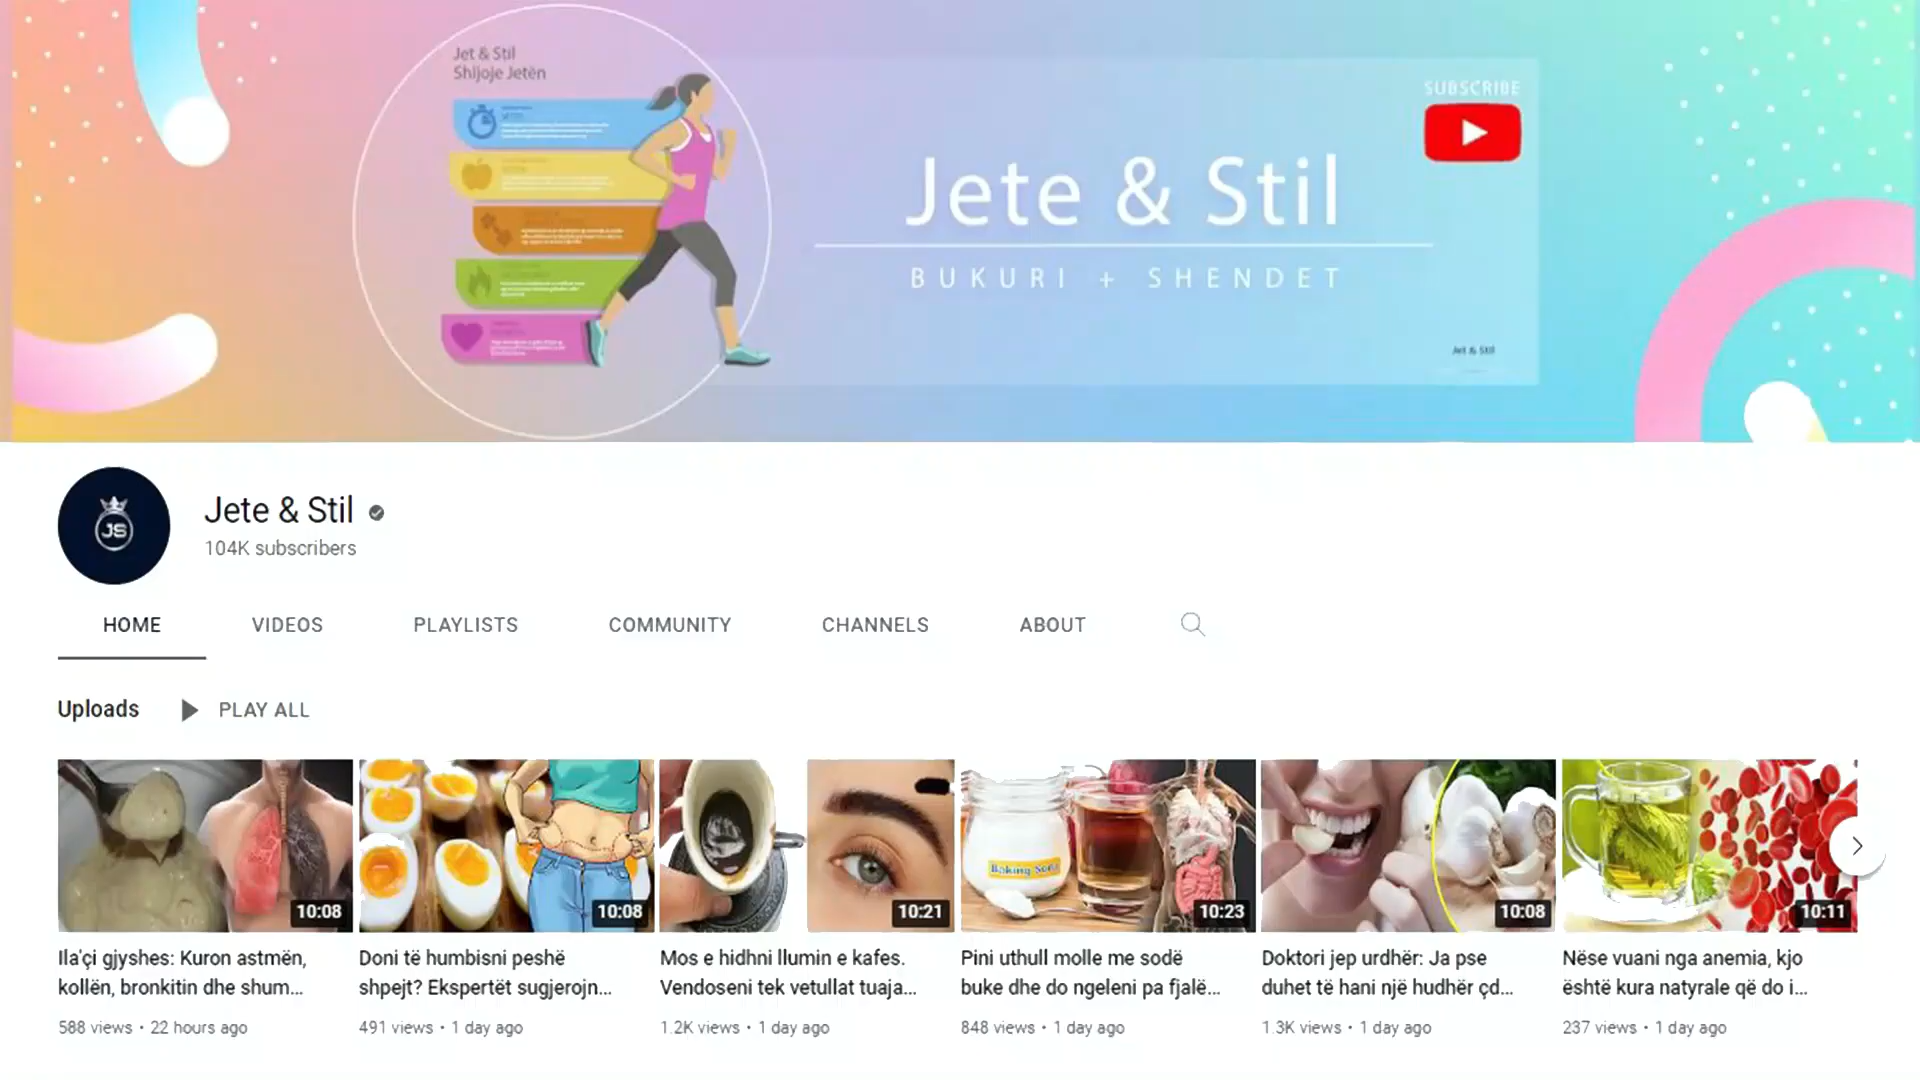 Jet & Stil
Shijoje Jetën
SUBSCRIBE
Jete & Stil
BUKURI + SHENDET
Jet & Stil
JS
Jete & Stil
104K subscribers
HOME VIDEOS PLAYLISTS COMMUNITY CHANNELS ABOUT
Uploads PLAY ALL
Baking Soda
10:08 10:08 10:21 10:23 10:08 10:11
Ila'çi gjyshes: Kuron astmën,
kollën, bronkitin dhe shum...
588 views • 22 hours ago
Doni të humbisni peshë
shpejt? Ekspertët sugjerojn...
491 views • 1 day ago
Mos e hidhni llumin e kafes.
Vendoseni tek vetullat tuaja...
1.2K views • 1 day ago
Pini uthull molle me sodë
buke dhe do ngeleni pa fjalë...
848 views • 1 day ago
Doktori jep urdhër: Ja pse
duhet të hani një hudhër çd...
1.3K views • 1 day ago
Nëse vuani nga anemia, kjo
është kura natyrale që do i...
237 views • 1 day ago